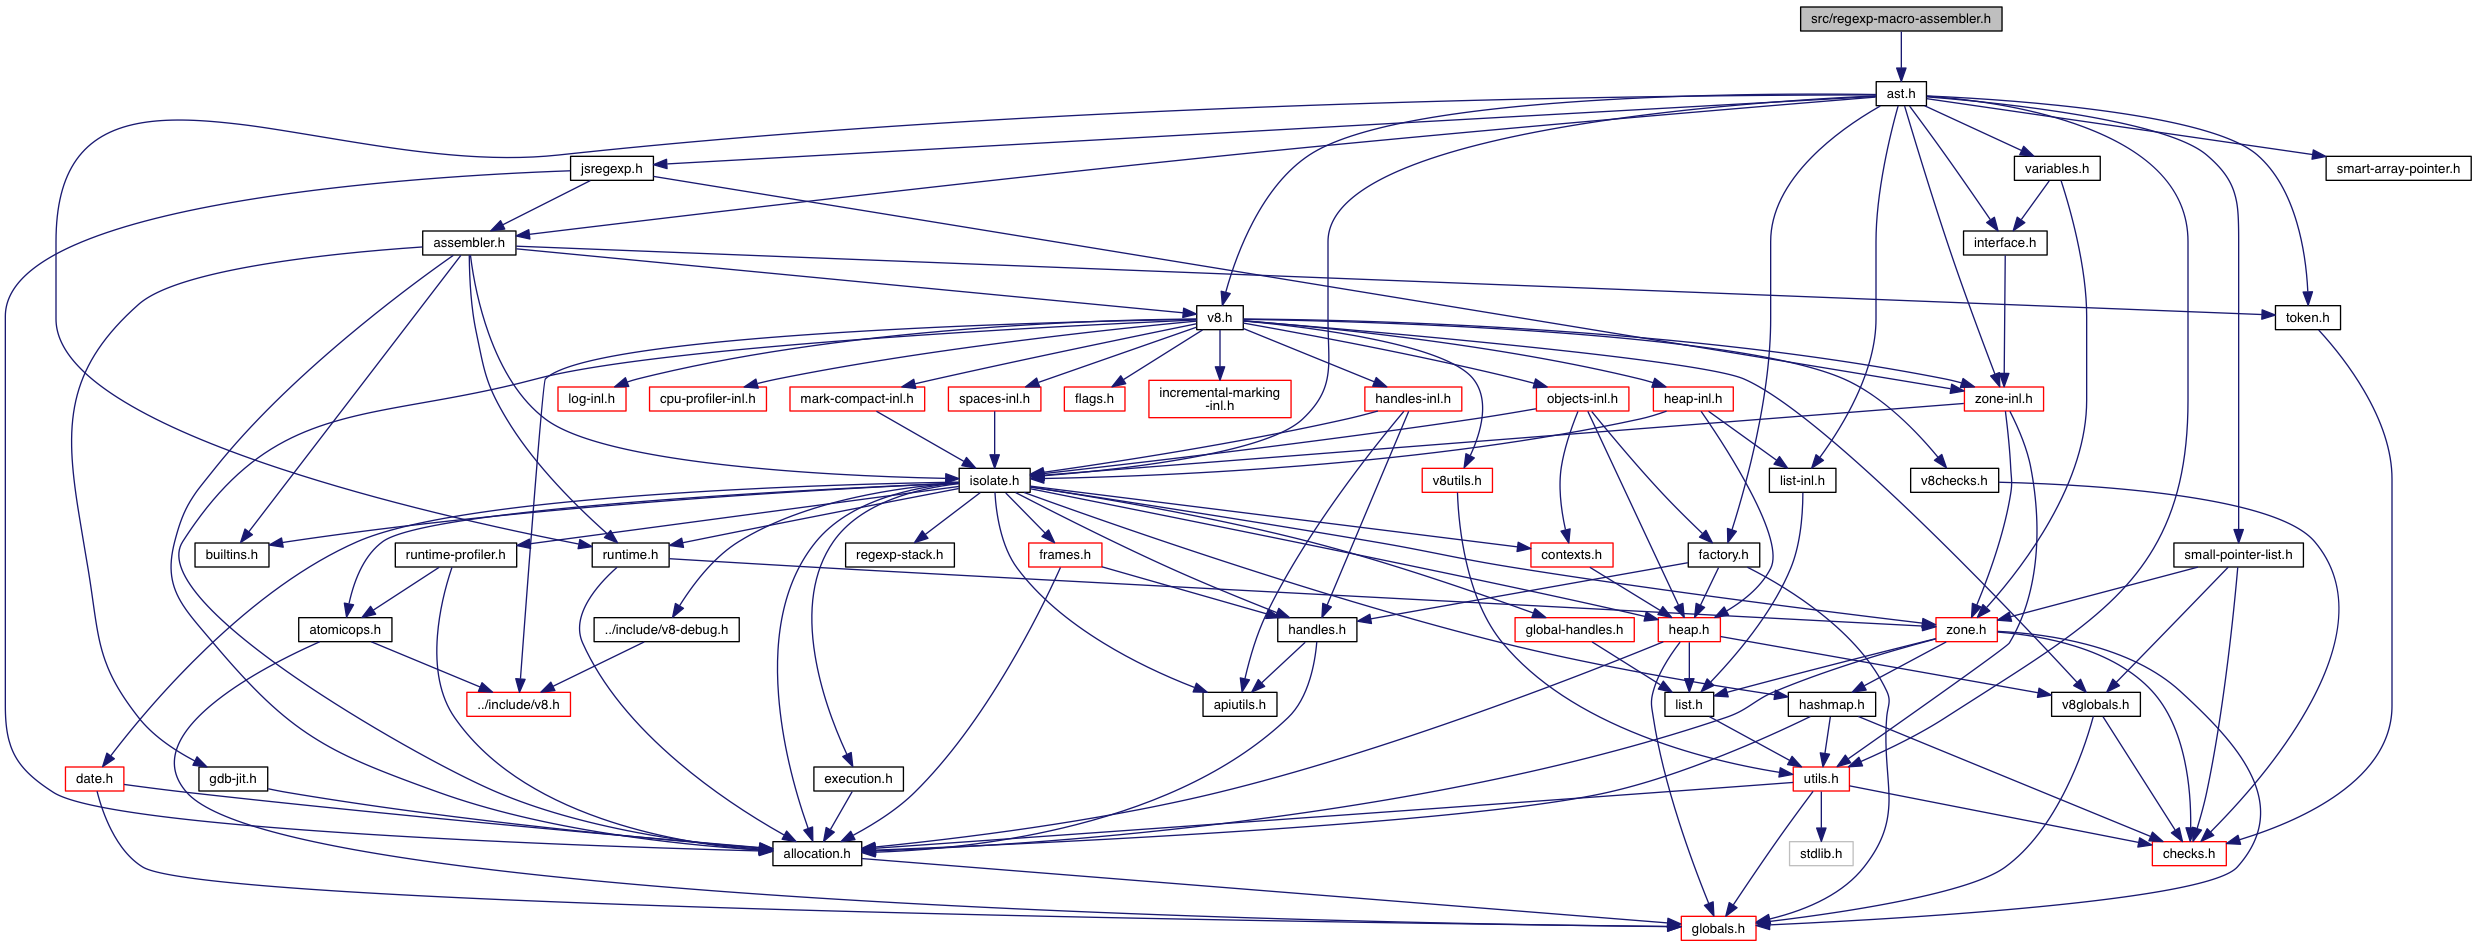 src/regexp-macro-assembler.h
ast.h
jsregexp.h
variables.h
smart-array-pointer.h
assembler.h
interface.h
v8.h
token.h
log-inl.h
cpu-profiler-inl.h
mark-compact-inl.h
spaces-inl.h
flags.h
incremental-marking
-inl.h
handles-inl.h
objects-inl.h
heap-inl.h
zone-inl.h
isolate.h
v8utils.h
list-inl.h
v8checks.h
builtins.h
runtime-profiler.h
runtime.h
regexp-stack.h
frames.h
contexts.h
factory.h
small-pointer-list.h
atomicops.h
../include/v8-debug.h
handles.h
global-handles.h
heap.h
zone.h
../include/v8.h
apiutils.h
list.h
hashmap.h
v8globals.h
date.h
gdb-jit.h
execution.h
utils.h
allocation.h
stdlib.h
checks.h
globals.h